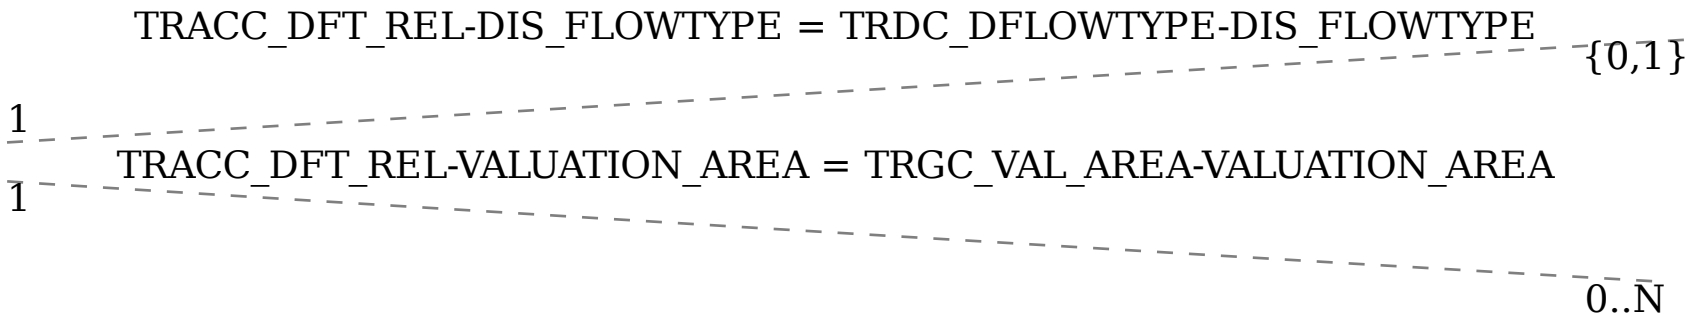 TRACC_DFT_REL-DIS_FLOWTYPE = TRDC_DFLOWTYPE-DIS_FLOWTYPE
{0,1}
1
TRACC_DFT_REL-VALUATION_AREA = TRGC_VAL_AREA-VALUATION_AREA
1
0..N